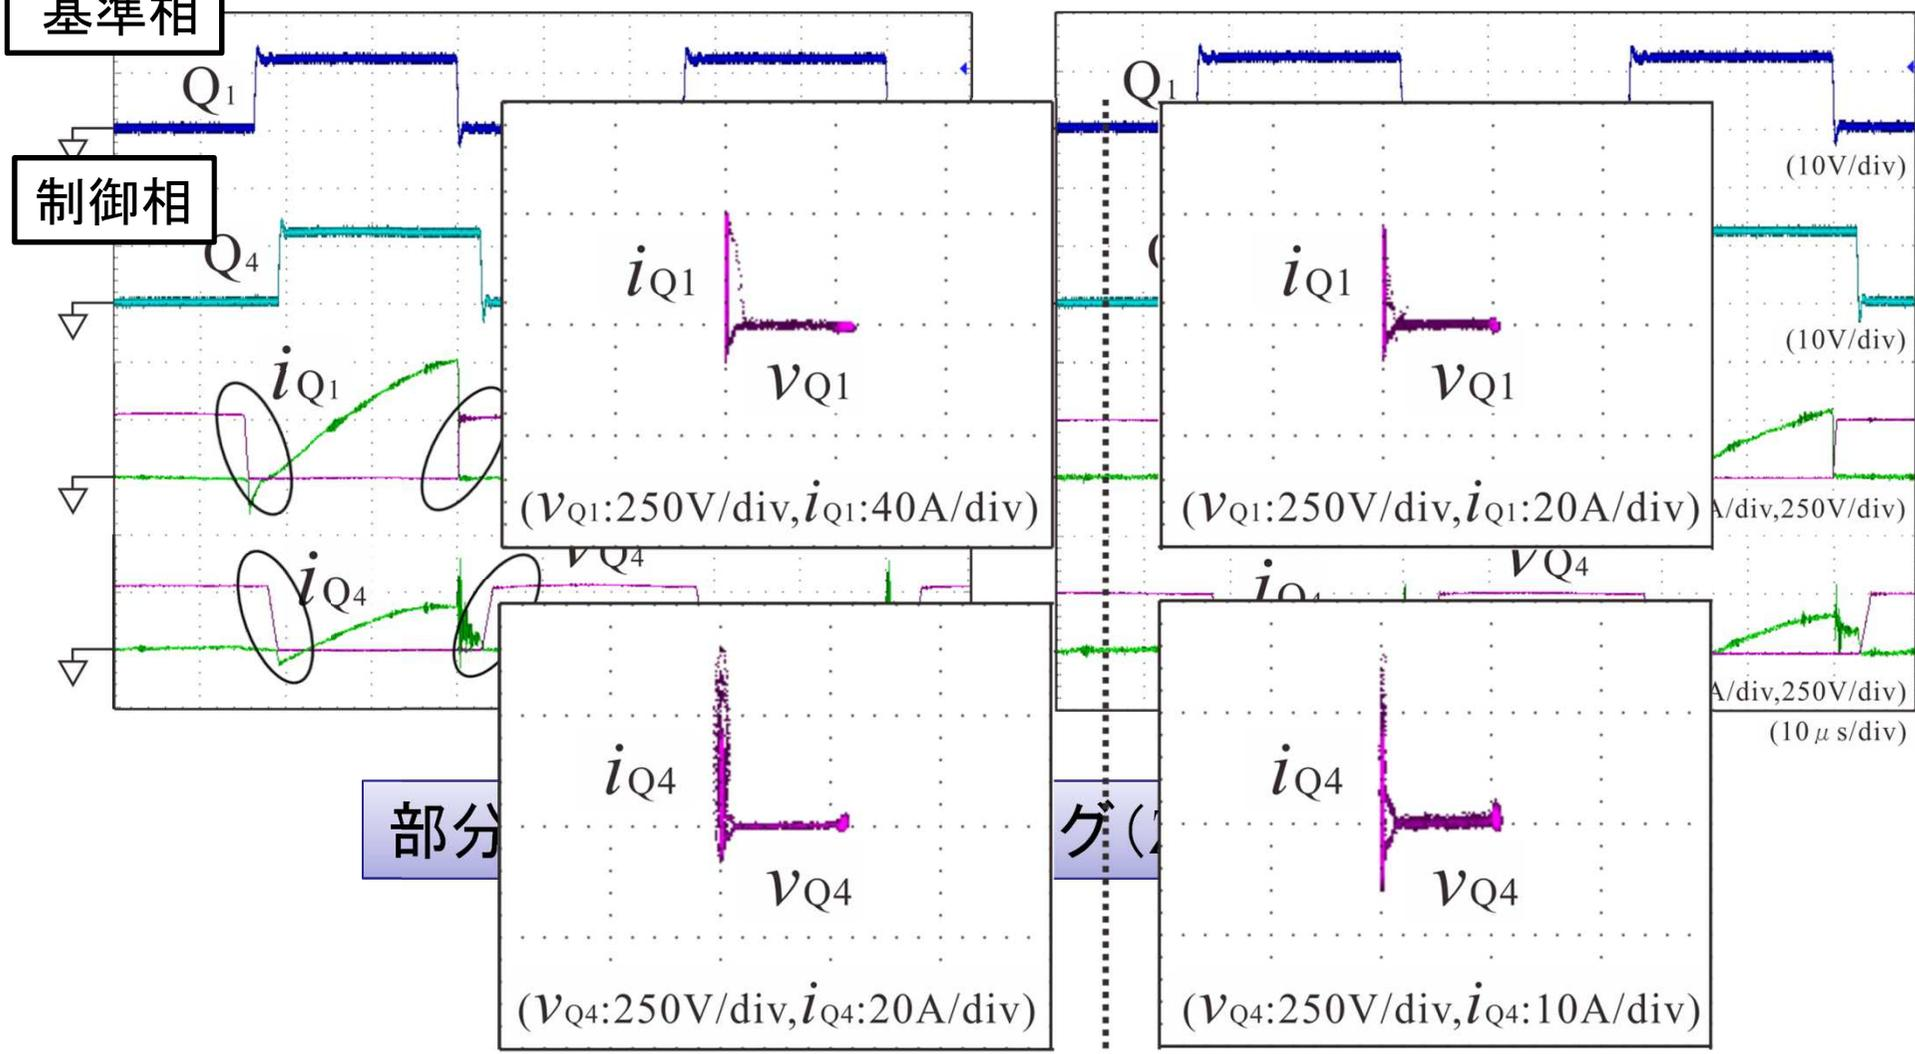 基準相
Q1
Q1
(10V/div)
制御相
Q4
iQ1
iQ1
(10V/div)
iQ1
vQ1
vQ1
(vQ1:250V/div,iQ1:40A/div)
(vQ1:250V/div,iQ1:20A/div)
A/div,250V/div)
iQ4
vQ4
vQ4
A/div,250V/div)
(10μs/div)
iQ4
iQ4
部分
グ(
vQ4
vQ4
(vQ4:250V/div,iQ4:20A/div)
(vQ4:250V/div,iQ4:10A/div)